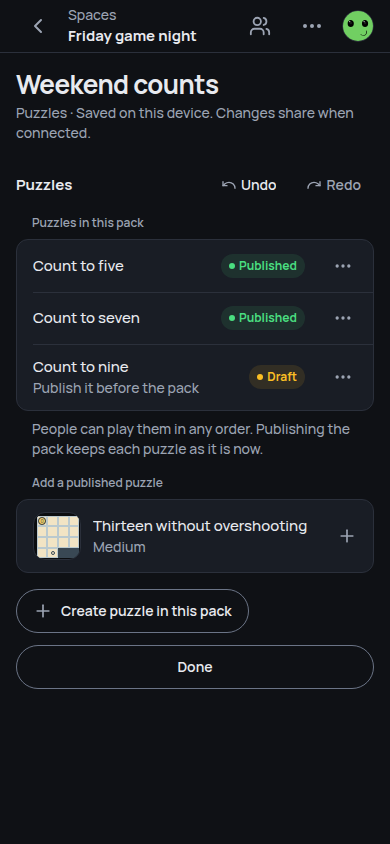 Spaces
Friday game night
Weekend counts
Puzzles · Saved on this device. Changes share when
connected.
Puzzles
Undo
Redo
Puzzles in this pack
Count to five
Published
Count to seven
Published
Count to nine
Publish it before the pack
Draft
People can play them in any order. Publishing the
pack keeps each puzzle as it is now.
Add a published puzzle
Thirteen without overshooting
Medium
Create puzzle in this pack
Done